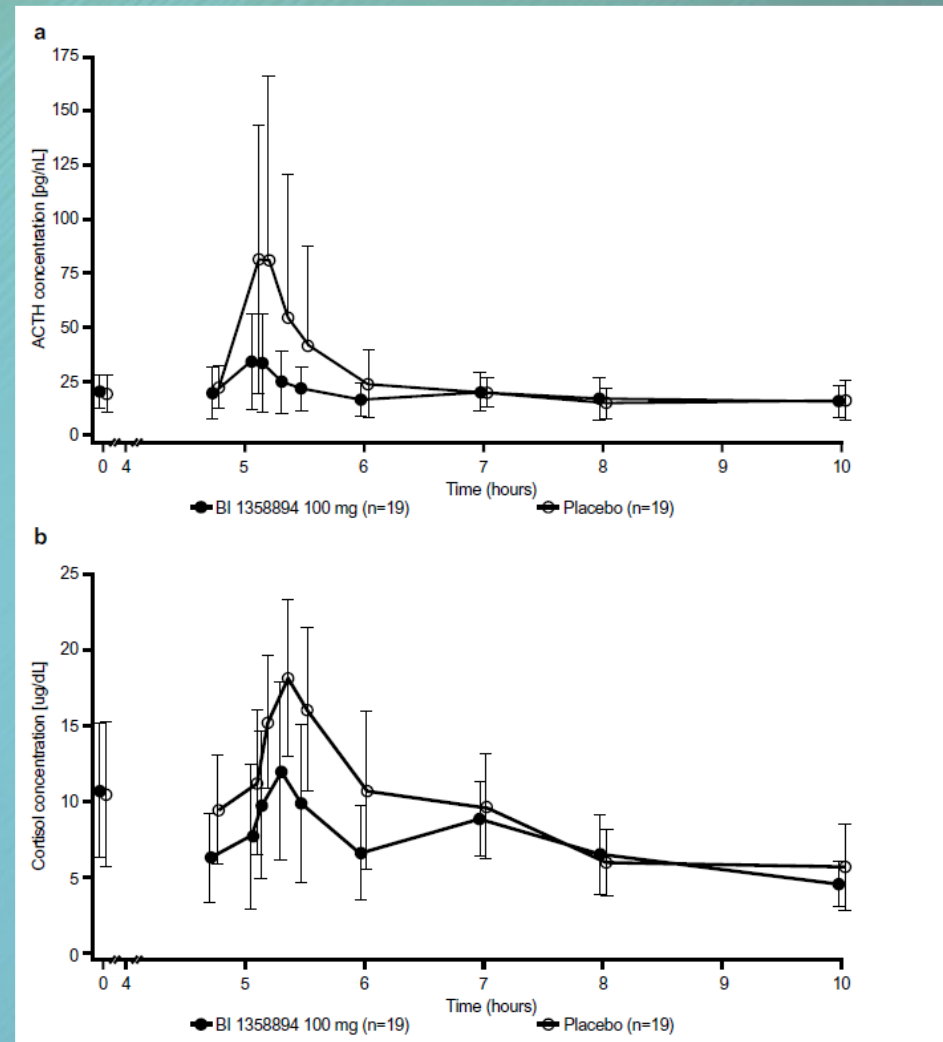 a
175
150
125
100
75
50
25
0
ACTH concentration [pg/nL]
0 4 5 6 7 8 9 10
Time (hours)
BI 1358894 100 mg (n=19) Placebo (n=19)
b
25
20
15
10
5
0
Cortisol concentration [ug/dL]
0 4 5 6 7 8 9 10
Time (hours)
BI 1358894 100 mg (n=19) Placebo (n=19)